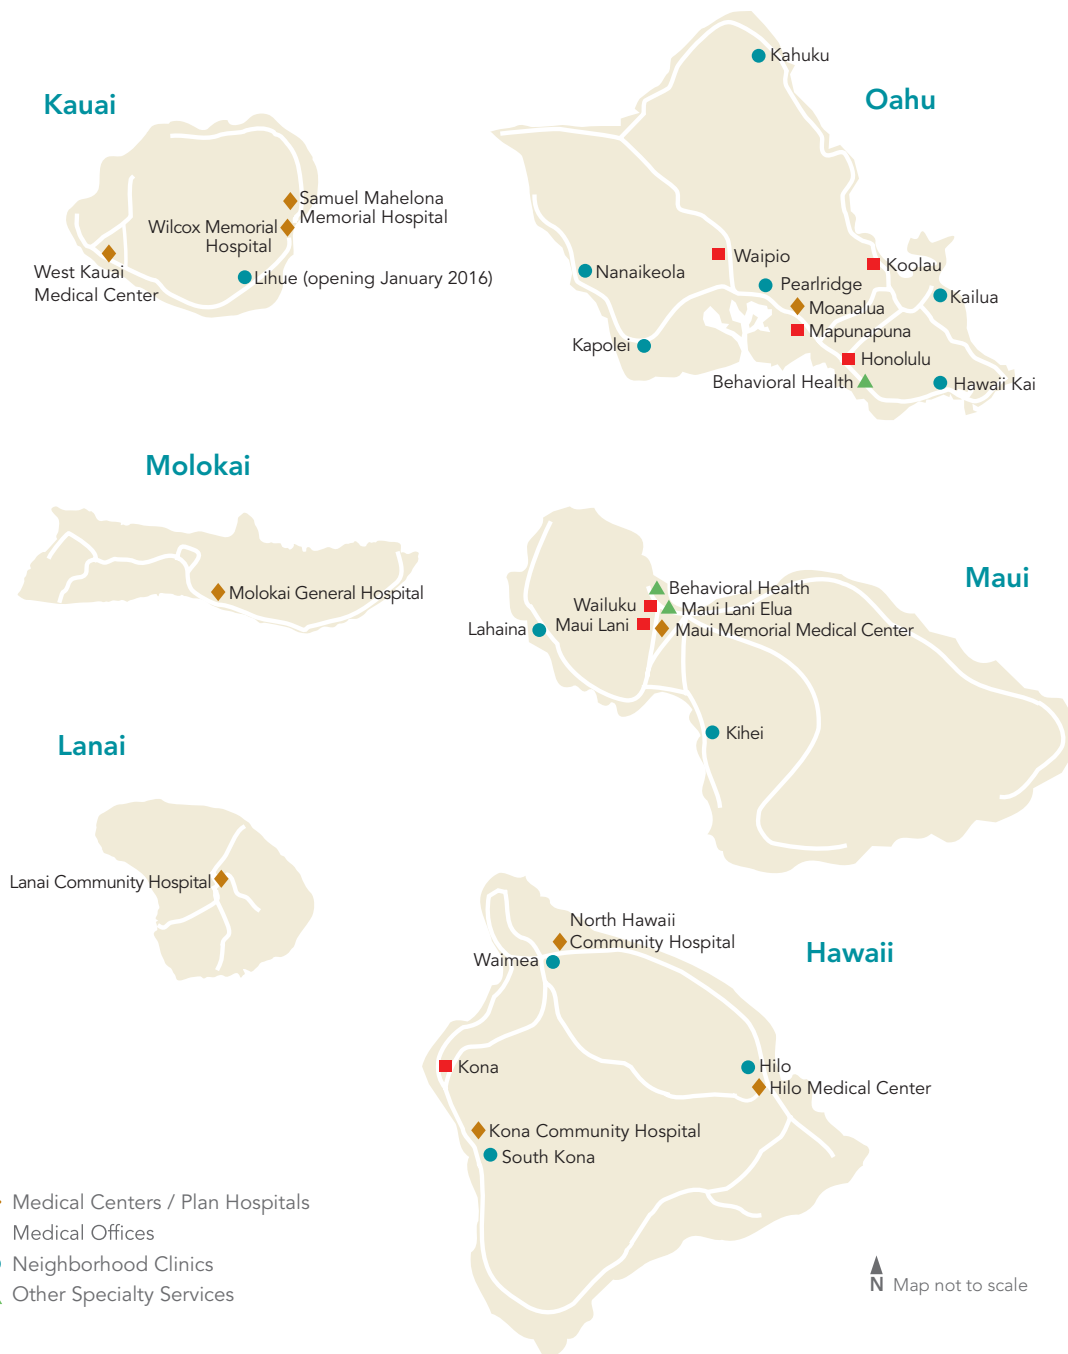 Kauai
Samuel Mahelona
Memorial Hospital
Wilcox Memorial
Hospital
West Kauai
Medical Center
Lihue (opening January 2016)
Oahu
Kahuku
Waipio
Koolau
Nanaikeola
Pearlridge
Kailua
Moanalua
Mapunapuna
Kapolei
Honolulu
Behavioral Health
Hawaii Kai
Molokai
Molokai General Hospital
Maui
Behavioral Health
Wailuku
Maui Lani Elua
Maui Lani
Maui Memorial Medical Center
Lahaina
Kihei
Lanai
Lanai Community Hospital
Hawaii
North Hawaii
Community Hospital
Waimea
Kona
Hilo
Hilo Medical Center
Kona Community Hospital
South Kona
Medical Centers / Plan Hospitals
Medical Offices
Neighborhood Clinics
Other Specialty Services
N Map not to scale